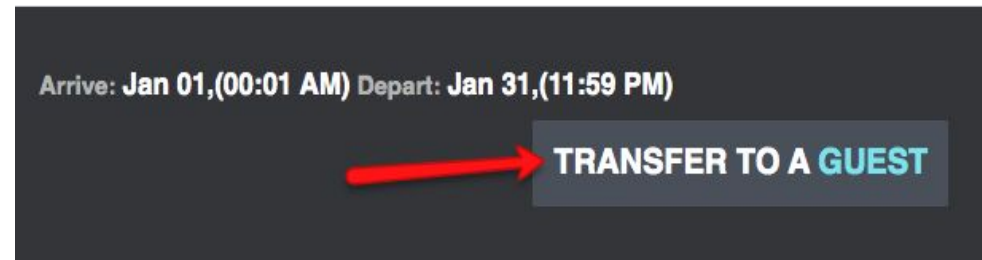 Arrive: Jan 01,(00:01 AM) Depart: Jan 31,(11:59 PM)
TRANSFER TO A GUEST